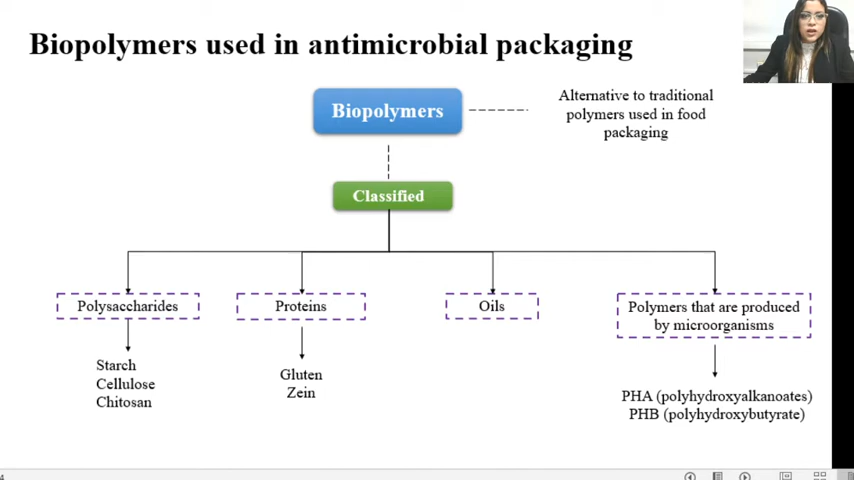 Biopolymers used in antimicrobial packaging
Biopolymers
Alternative to traditional
polymers used in food
packaging
Classified
Polysaccharides
Proteins
Oils
Polymers that are produced
by microorganisms
Starch
Cellulose
Chitosan
Gluten
Zein
PHA (polyhydroxyalkanoates)
PHB (polyhydroxybutyrate)
4